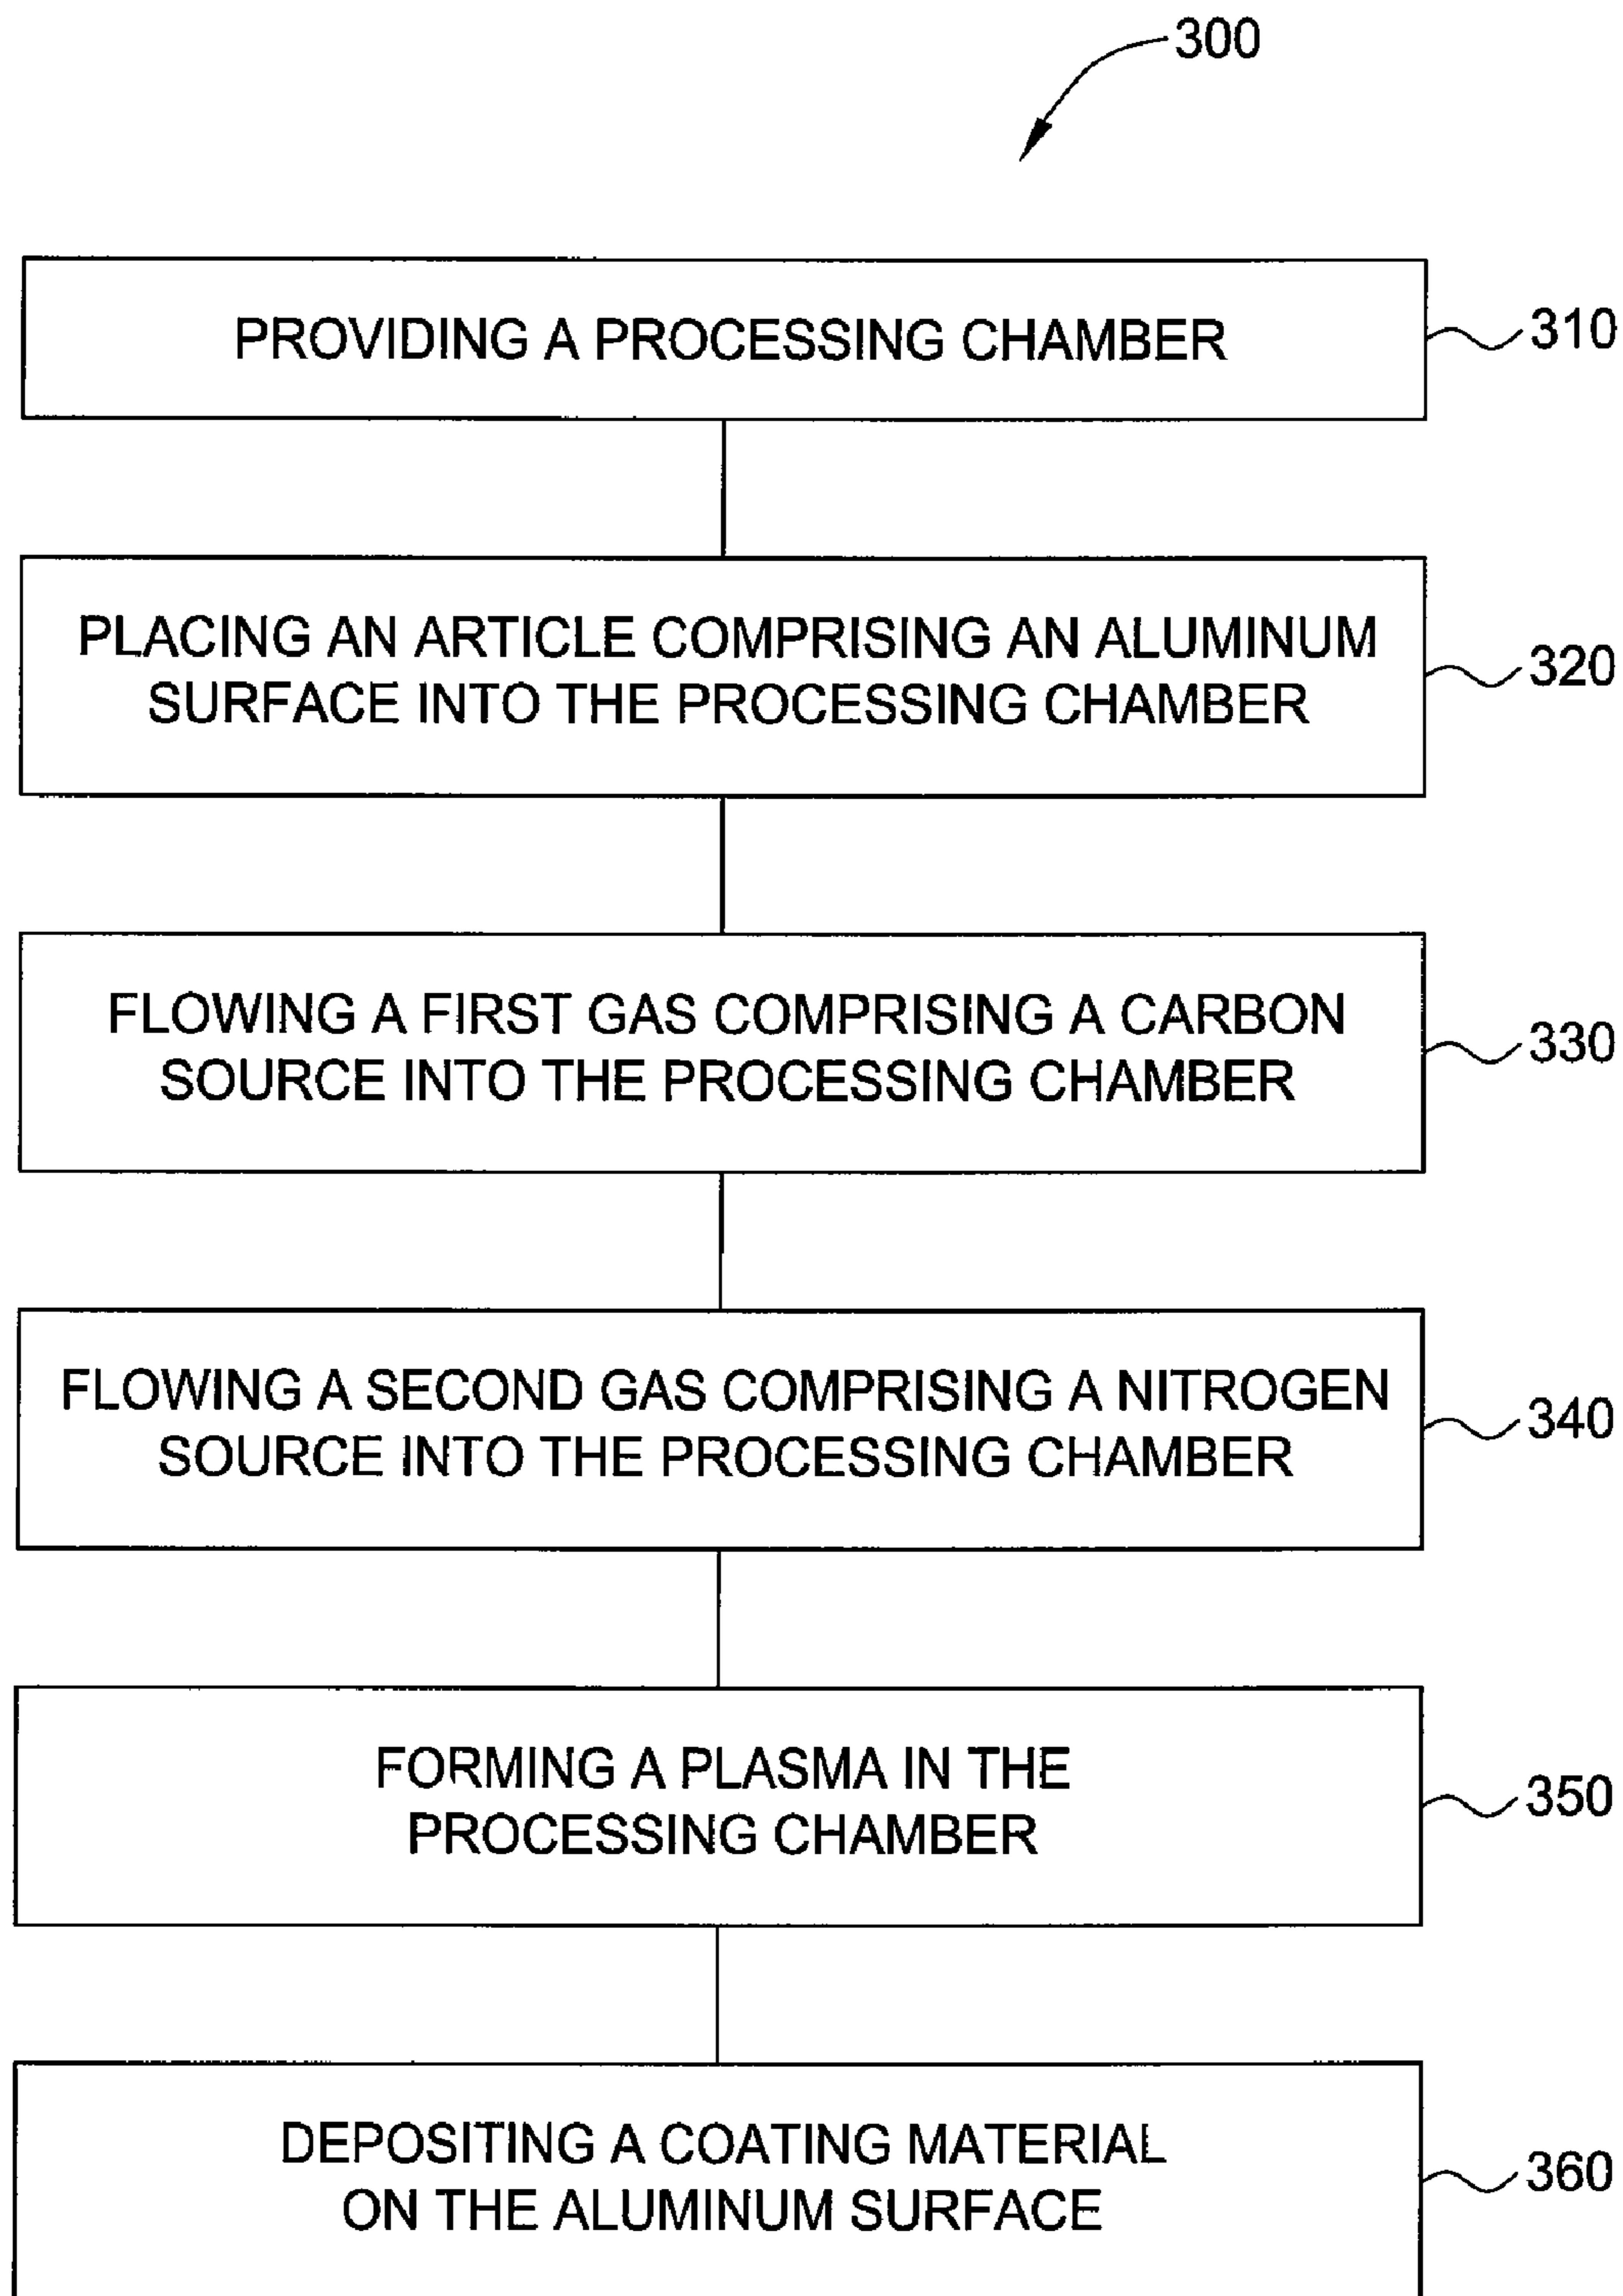 300
PROVIDING A PROCESSING CHAMBER
310
PLACING AN ARTICLE COMPRISING AN ALUMINUM
SURFACE INTO THE PROCESSING CHAMBER
320
FLOWING A FIRST GAS COMPRISING A CARBON
SOURCE INTO THE PROCESSING CHAMBER
330
FLOWING A SECOND GAS COMPRISING A NITROGEN
SOURCE INTO THE PROCESSING CHAMBER
340
FORMING A PLASMA IN THE
PROCESSING CHAMBER
350
DEPOSITING A COATING MATERIAL
ON THE ALUMINUM SURFACE
360